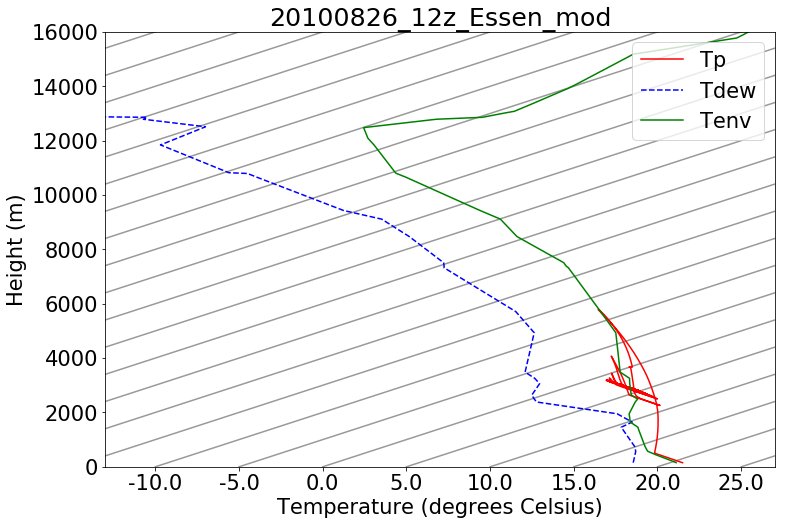 20100826_12z_Essen_mod
16000
14000
12000
10000
8000
6000
4000
2000
0
Height (m)
Tp
Tdew
Tenv
-10.0 -5.0 0.0 5.0 10.0 15.0 20.0 25.0
Temperature (degrees Celsius)